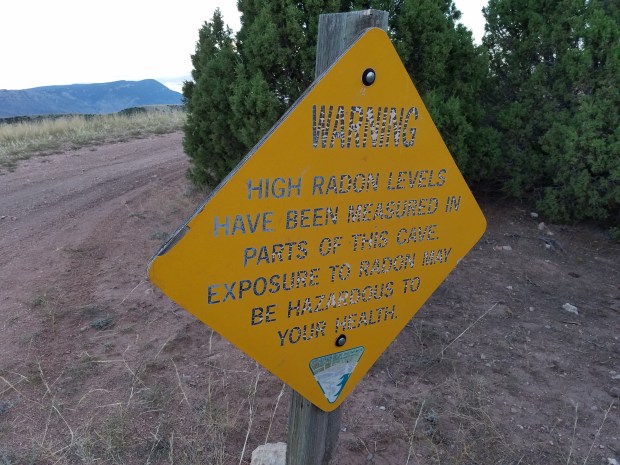 WARNING
HIGH RADON LEVELS
HAVE BEEN MEASURED IN
PARTS OF THIS CAVE.
EXPOSURE TO RADON MAY
BE HAZARDOUS TO
YOUR HEALTH.